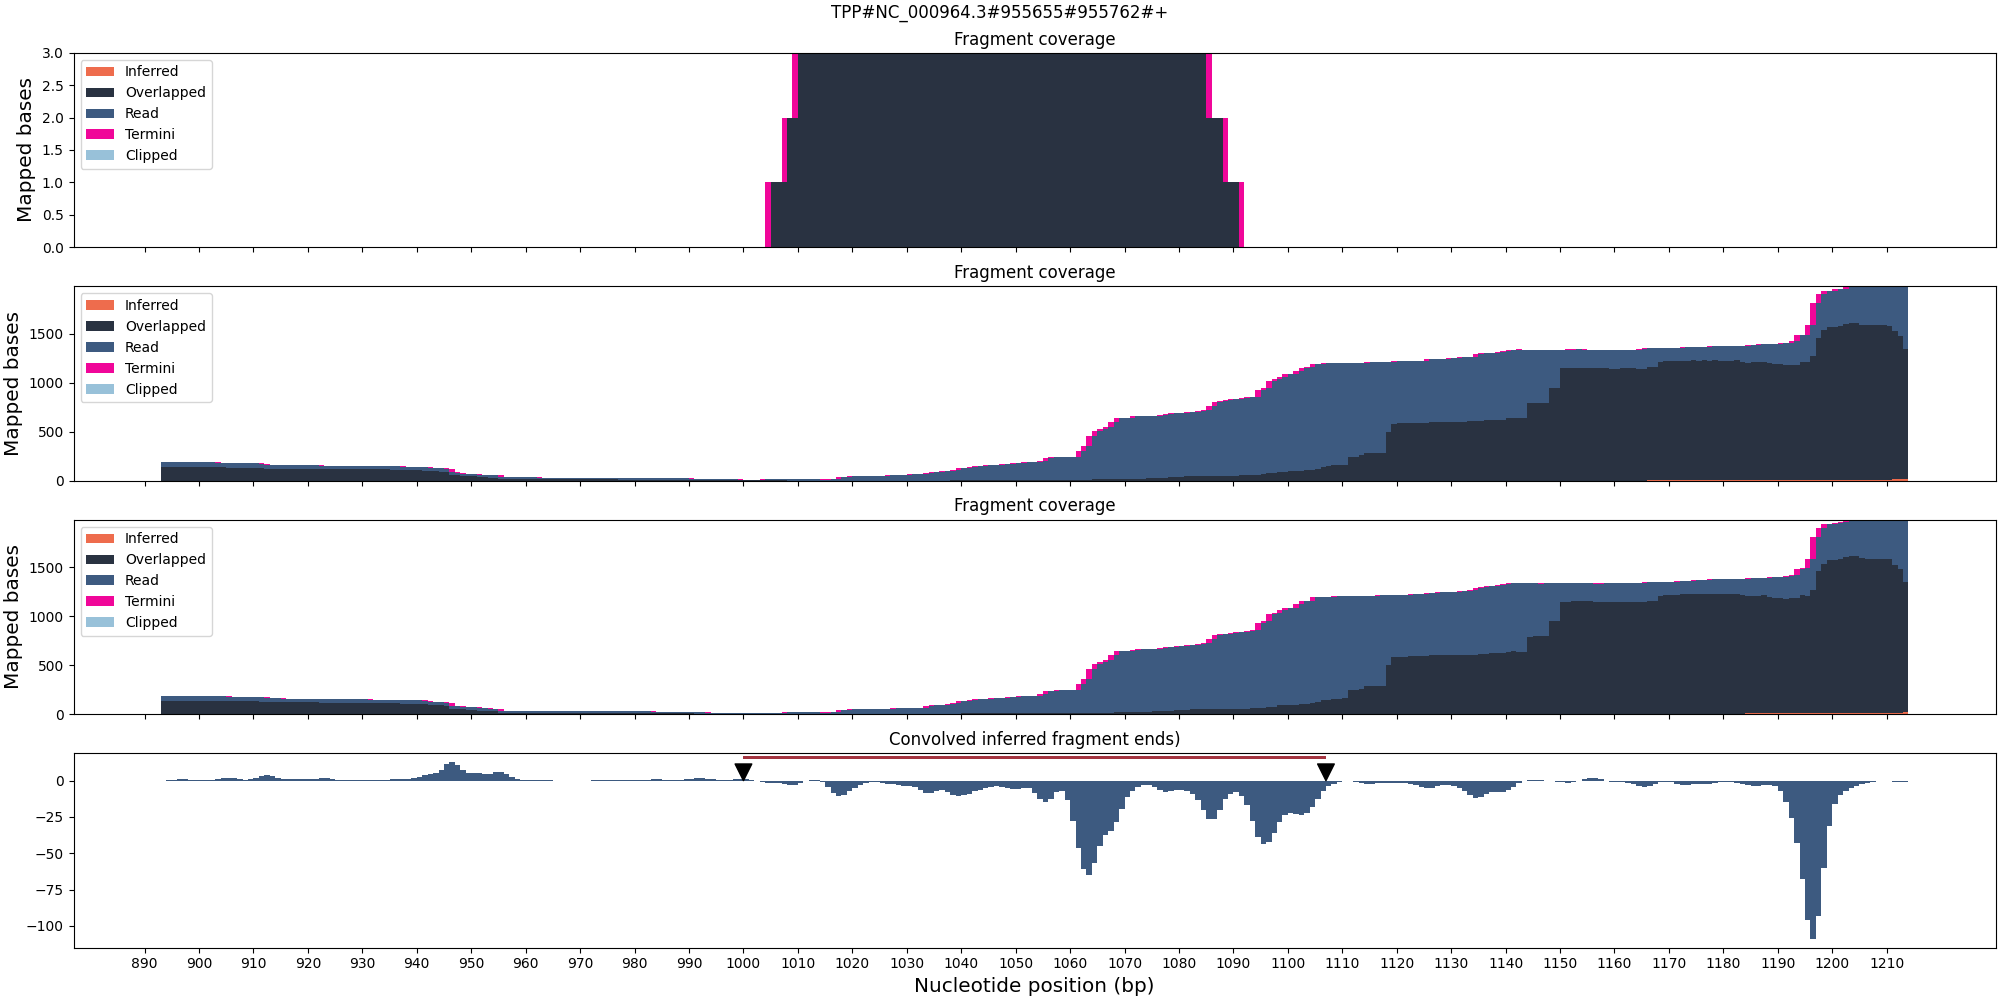 TPP#NC_000964.3#955655#955762#+
Fragment coverage
Mapped bases
3.0
2.5
2.0
1.5
1.0
0.5
0.0
Inferred
Overlapped
Read
Termini
Clipped
Fragment coverage
Mapped bases
1500
1000
500
0
Inferred
Overlapped
Read
Termini
Clipped
Fragment coverage
Mapped bases
1500
1000
500
0
Inferred
Overlapped
Read
Termini
Clipped
Convolved inferred fragment ends)
0
−25
−50
−75
−100
890 900 910 920 930 940 950 960 970 980 990 1000 1010 1020 1030 1040 1050 1060 1070 1080 1090 1100 1110 1120 1130 1140 1150 1160 1170 1180 1190 1200 1210
Nucleotide position (bp)